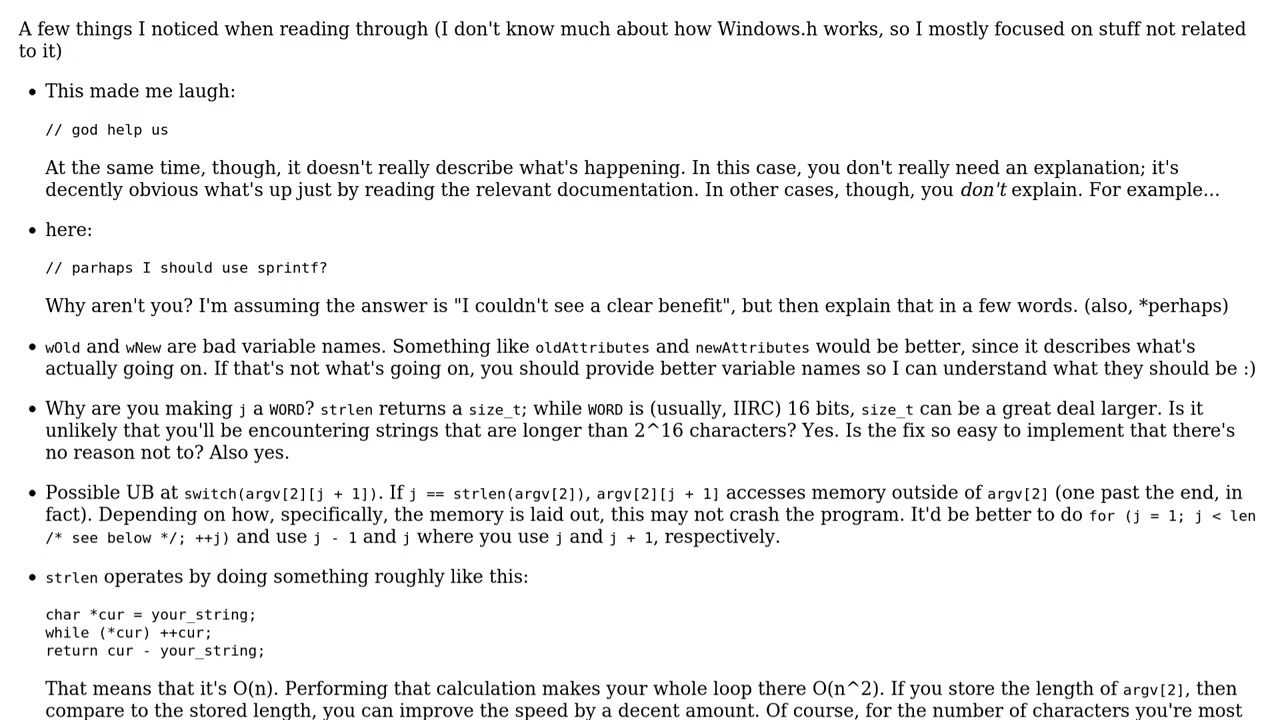 A few things I noticed when reading through (I don't know much about how Windows.h works, so I mostly focused on stuff not related
to it)
• This made me laugh:
// god help us
At the same time, though, it doesn't really describe what's happening. In this case, you don't really need an explanation; it's
decently obvious what's up just by reading the relevant documentation. In other cases, though, you don't explain. For example...
• here:
// parhaps I should use sprintf?
Why aren't you? I'm assuming the answer is "I couldn't see a clear benefit", but then explain that in a few words. (also, *perhaps)
• wOld and wNew are bad variable names. Something like oldAttributes and newAttributes would be better, since it describes what's
actually going on. If that's not what's going on, you should provide better variable names so I can understand what they should be :)
• Why are you making j a WORD? strlen returns a size_t; while WORD is (usually, IIRC) 16 bits, size_t can be a great deal larger. Is it
unlikely that you'll be encountering strings that are longer than 2^16 characters? Yes. Is the fix so easy to implement that there's
no reason not to? Also yes.
• Possible UB at switch(argv[2][j + 1]). If j == strlen(argv[2]), argv[2][j + 1] accesses memory outside of argv[2] (one past the end, in
fact). Depending on how, specifically, the memory is laid out, this may not crash the program. It'd be better to do for (j = 1; j < len
/* see below */; ++j) and use j - 1 and j where you use j and j + 1, respectively.
• strlen operates by doing something roughly like this:
char *cur = your_string;
while (*cur) ++cur;
return cur - your_string;
That means that it's O(n). Performing that calculation makes your whole loop there O(n^2). If you store the length of argv[2], then
compare to the stored length, you can improve the speed by a decent amount. Of course, for the number of characters you're most